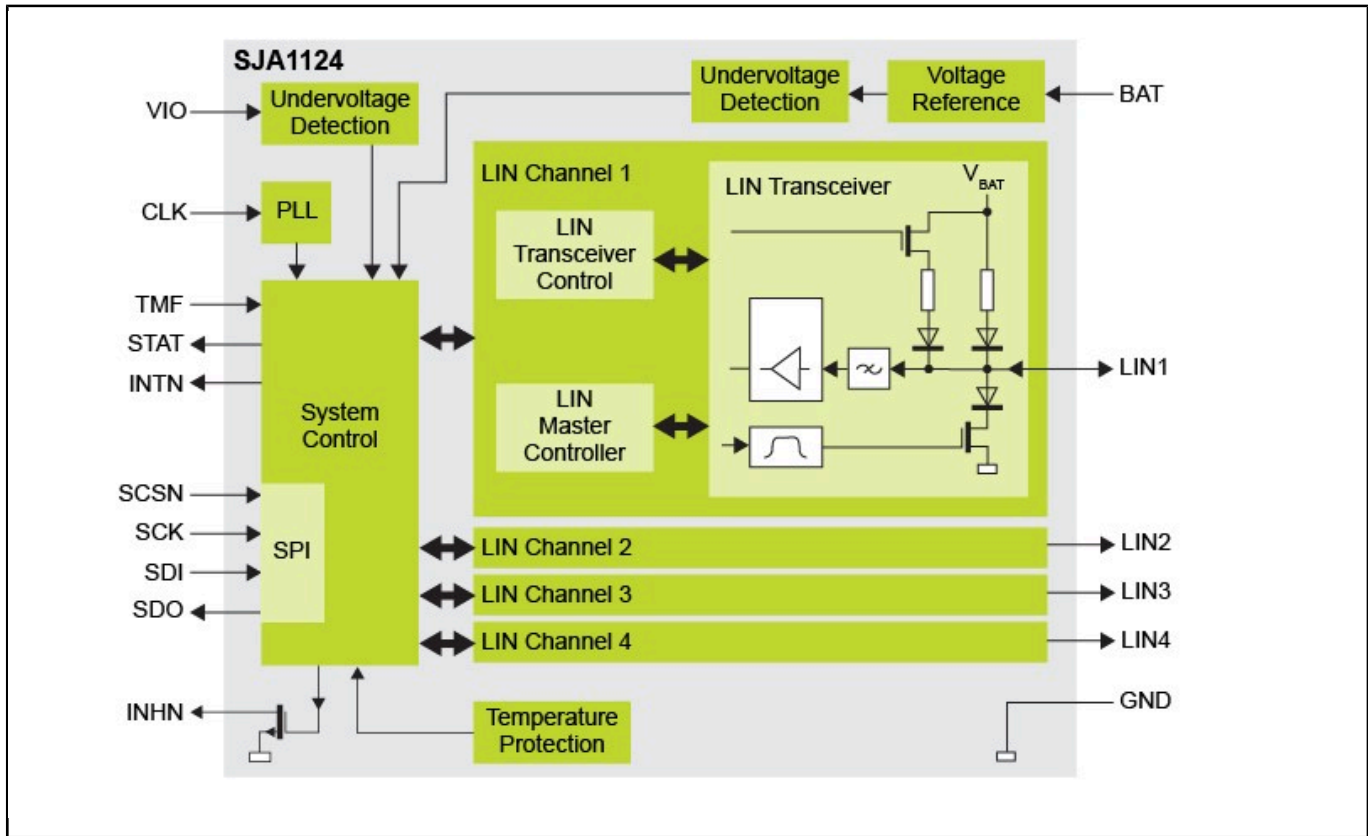 SJA1124
VIO
Undervoltage
Detection
Undervoltage
Detection
Voltage
Reference
BAT
CLK
PLL
LIN Channel 1
LIN
Transceiver
Control
LIN Transceiver
VBAT
TMF
STAT
INTN
System
Control
LIN
Master
Controller
LIN1
SCSN
SCK
SDI
SDO
SPI
LIN Channel 2
LIN2
LIN Channel 3
LIN3
LIN Channel 4
LIN4
INHN
Temperature
Protection
GND